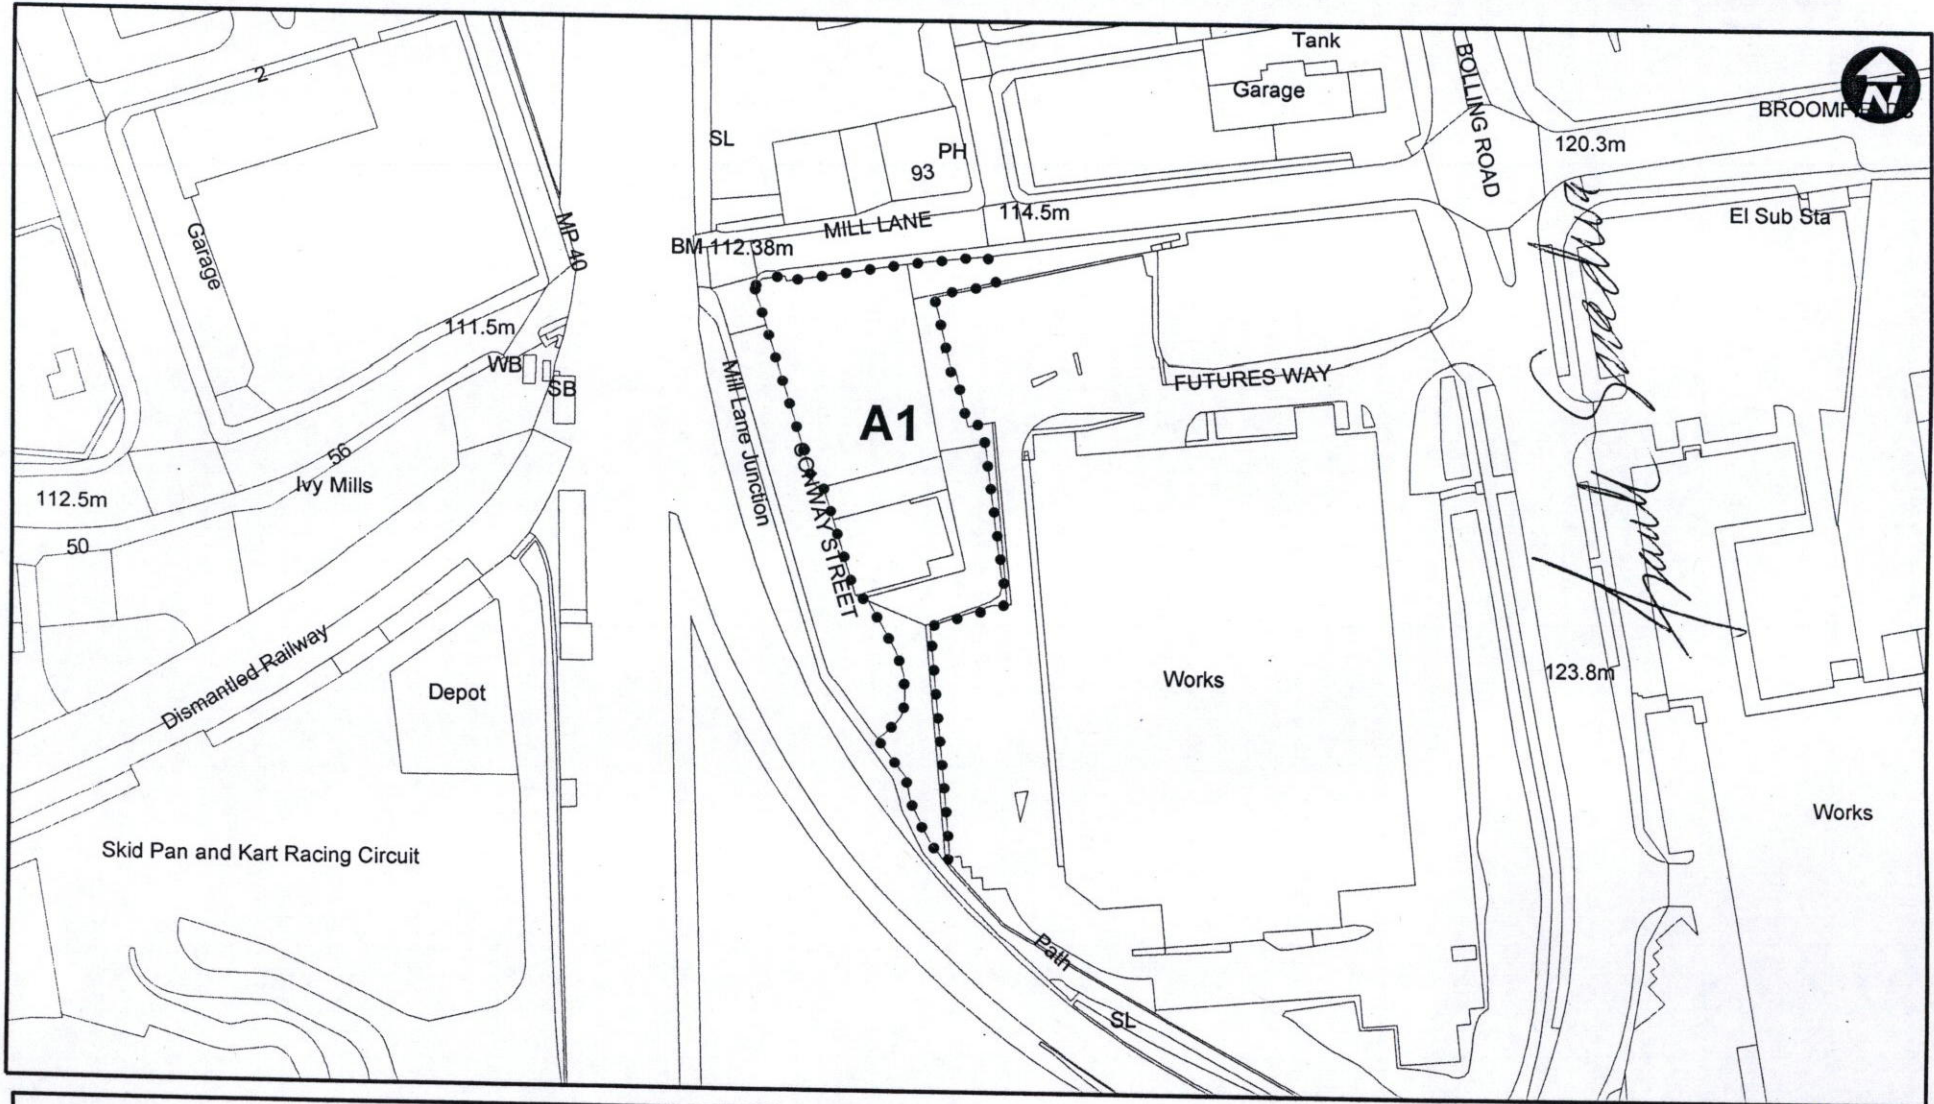 Tank
BOLLING ROAD
2
Garage
N
SL
PH
93
120.3m
MP 40
MILL LANE
114.5m
El Sub Sta
BM 112.38m
Garage
111.5m
WB
SB
Mill Lane Junction
FUTURES WAY
A1
CONWAY STREET
56
Ivy Mills
112.5m
50
Dismantled Railway
Depot
Works
123.8m
Works
Skid Pan and Kart Racing Circuit
Path
SL